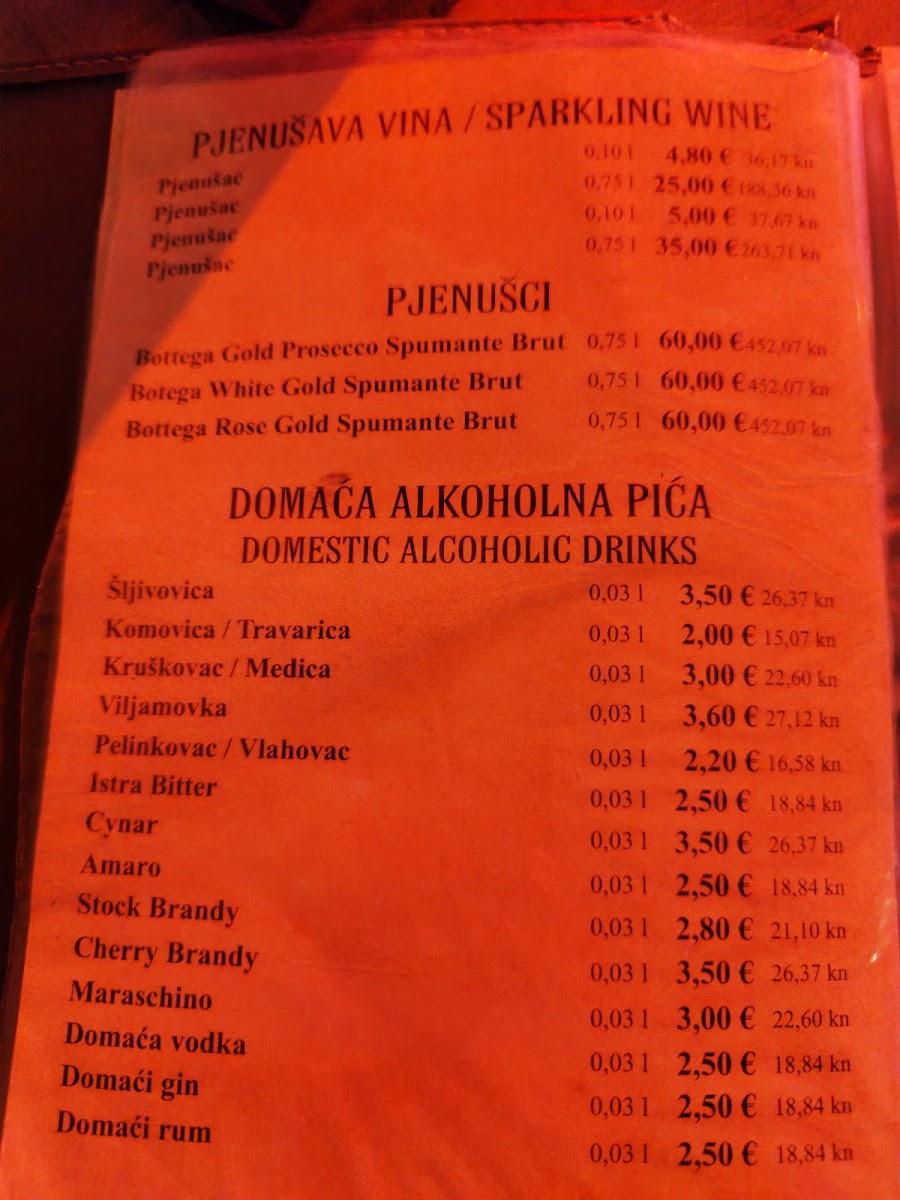 PJENUŠAVA VINA / SPARKLING WINE
Pjenušac 0,10 l 4,80 € 36,17 kn
Pjenušac 0,75 l 25,00 € 188,36 kn
Pjenušac 0,10 l 5,00 € 37,67 kn
Pjenušac 0,75 l 35,00 € 263,71 kn
PJENUŠCI
Bottega Gold Prosecco Spumante Brut 0,75 l 60,00 € 452,07 kn
Botega White Gold Spumante Brut 0,75 l 60,00 € 452,07 kn
Bottega Rose Gold Spumante Brut 0,75 l 60,00 € 452,07 kn
DOMAĆA ALKOHOLNA PIĆA
DOMESTIC ALCOHOLIC DRINKS
Šljivovica 0,03 l 3,50 € 26,37 kn
Komovica / Travarica 0,03 l 2,00 € 15,07 kn
Kruškovac / Medica 0,03 l 3,00 € 22,60 kn
Viljamovka 0,03 l 3,60 € 27,12 kn
Pelinkovac / Vlahovac 0,03 l 2,20 € 16,58 kn
Istra Bitter 0,03 l 2,50 € 18,84 kn
Cynar 0,03 l 3,50 € 26,37 kn
Amaro 0,03 l 2,50 € 18,84 kn
Stock Brandy 0,03 l 2,80 € 21,10 kn
Cherry Brandy 0,03 l 3,50 € 26,37 kn
Maraschino 0,03 l 3,00 € 22,60 kn
Domaća vodka 0,03 l 2,50 € 18,84 kn
Domaći gin 0,03 l 2,50 € 18,84 kn
Domaći rum 0,03 l 2,50 € 18,84 kn